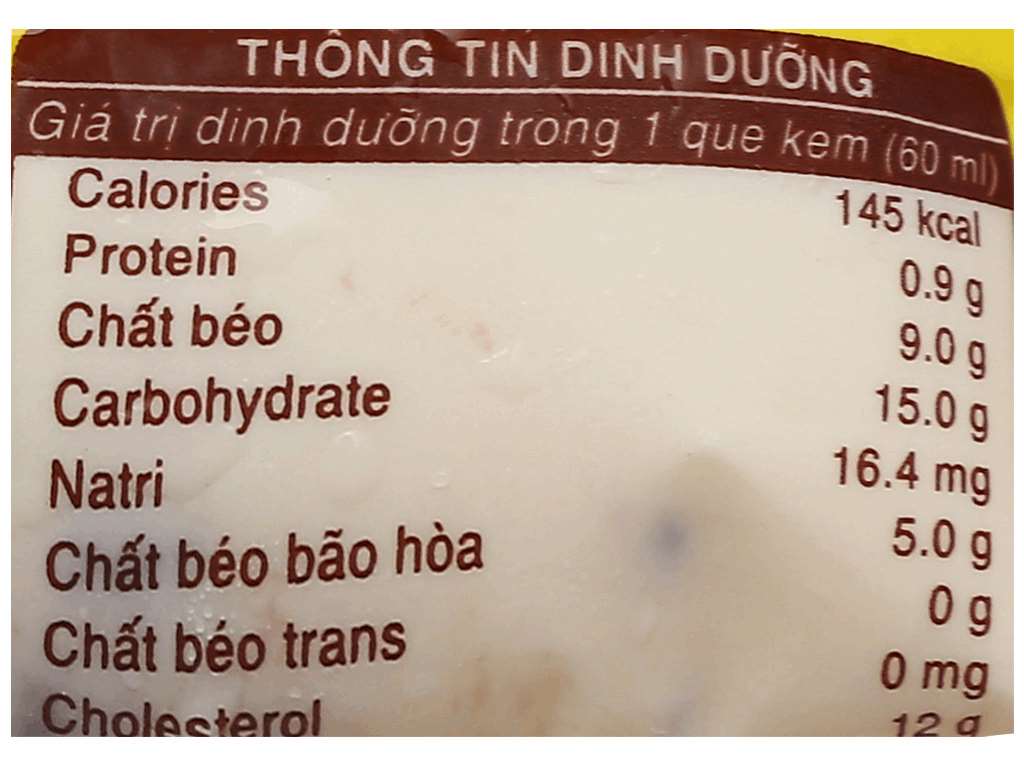 THÔNG TIN DINH DƯỠNG
Giá trị dinh dưỡng trong 1 que kem (60 ml)
Calories 145 kcal
Protein 0.9 g
Chất béo 9.0 g
Carbohydrate 15.0 g
Natri 16.4 mg
Chất béo bão hòa 5.0 g
Chất béo trans 0 g
Cholesterol 0 mg
12 g